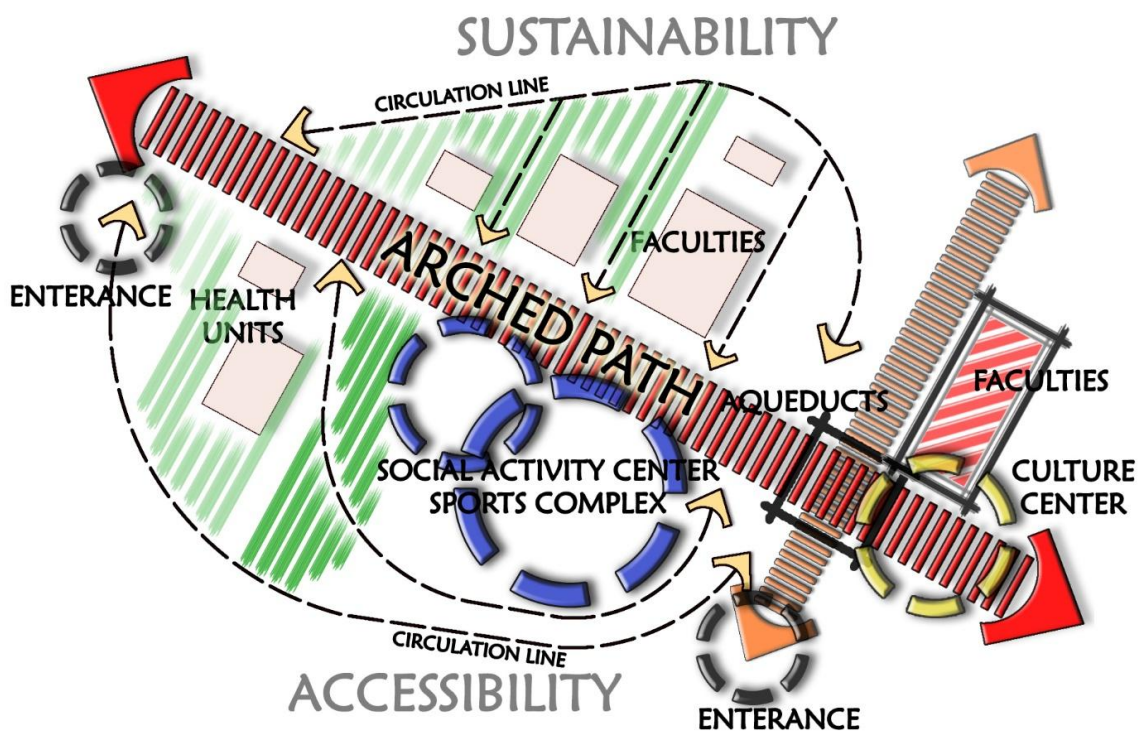 SUSTAINABILITY
CIRCULATION LINE
ENTERANCE
HEALTH
UNITS
ARCHED PATH
FACULTIES
AQUEDUCTS
FACULTIES
SOCIAL ACTIVITY CENTER
SPORTS COMPLEX
CULTURE
CENTER
CIRCULATION LINE
ACCESSIBILITY
ENTERANCE